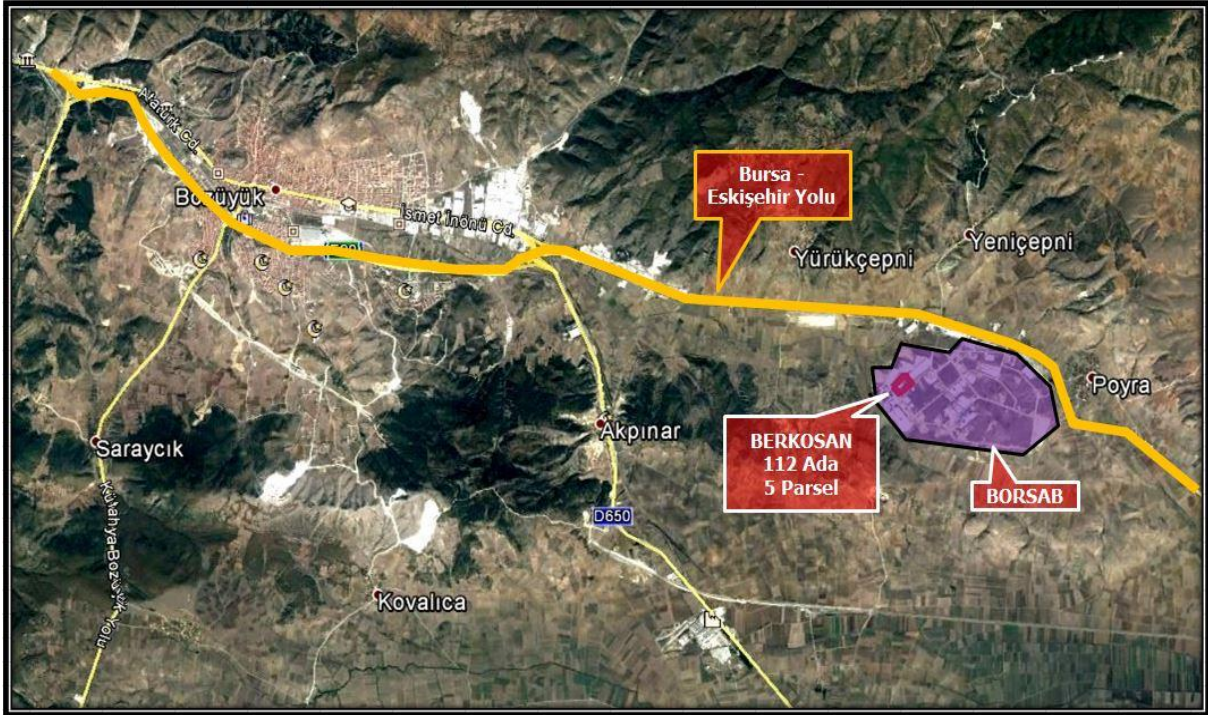 Atatürk Cd.
Bozüyük
İsmet İnönü Cd.
Bursa -
Eskişehir Yolu
Yürükçepni
Yeniçepni
Poyra
BERKOSAN
112 Ada
5 Parsel
BORSAB
Akpınar
Saraycık
D650
Kütahya-Bozüyük Yolu
Kovalıca